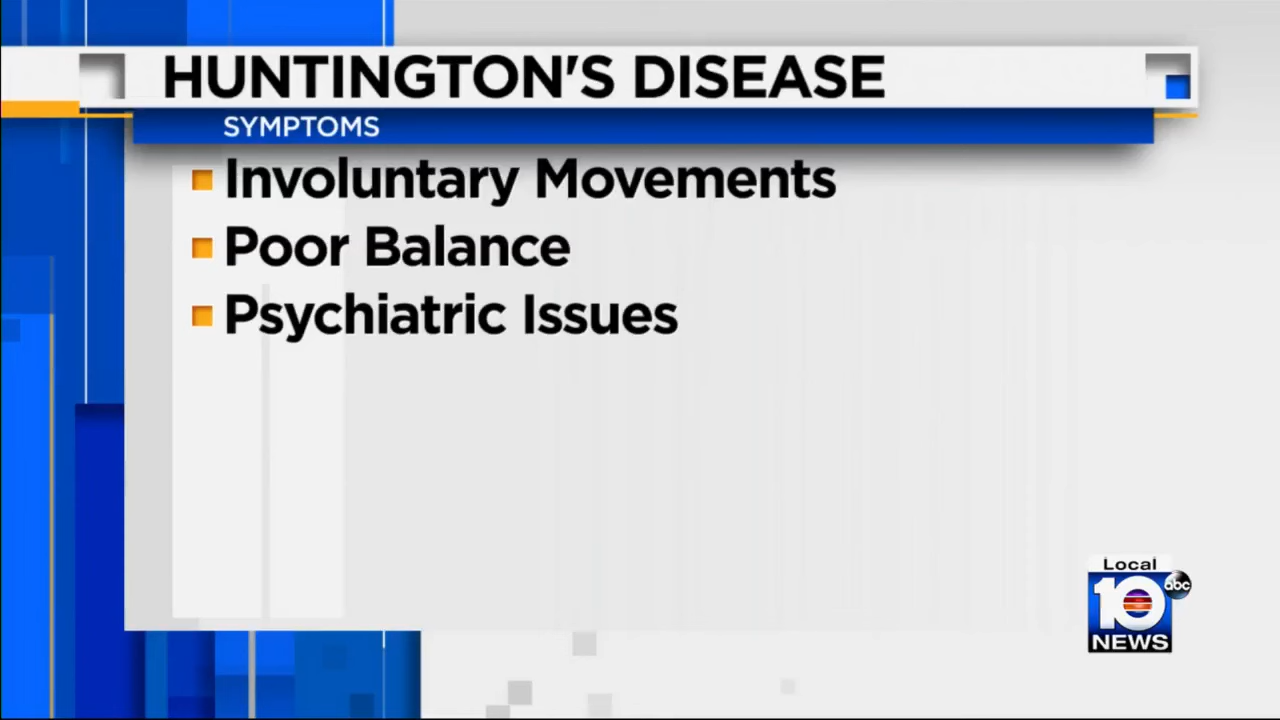 HUNTINGTON'S DISEASE
SYMPTOMS
Involuntary Movements
Poor Balance
Psychiatric Issues
Local
10
abc
NEWS